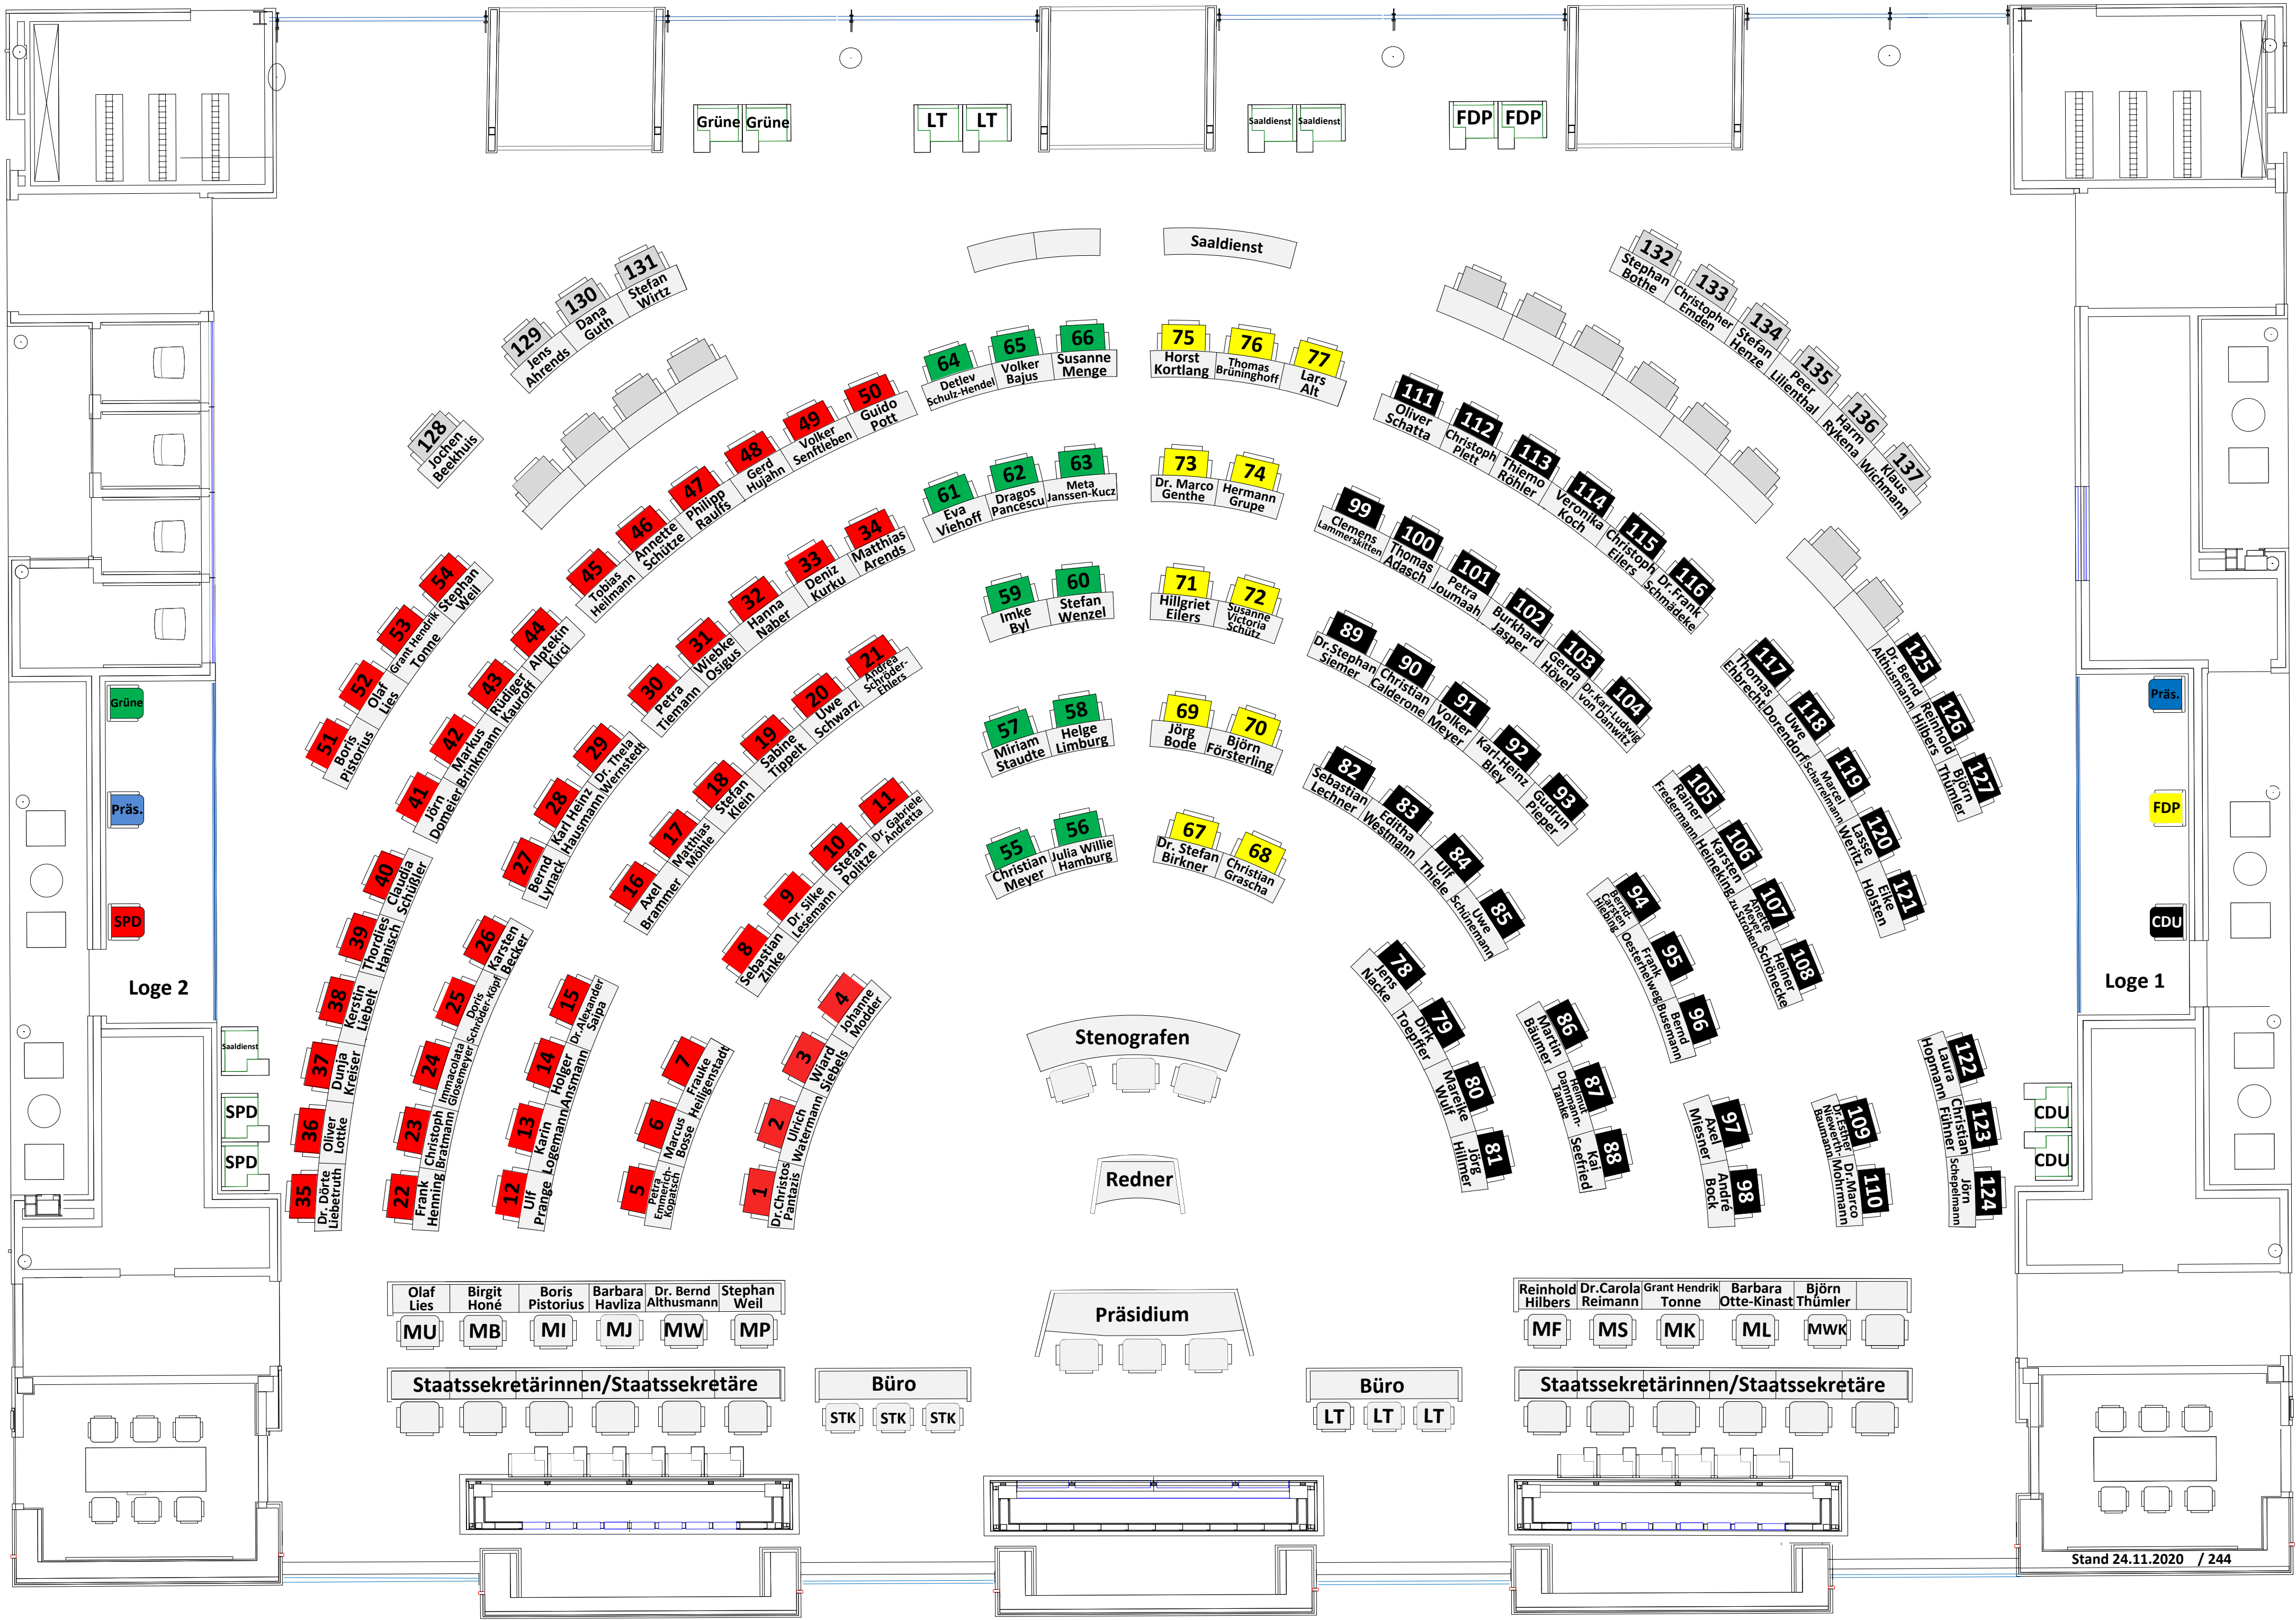 Grüne Grüne
LT LT
Saaldienst Saaldienst
FDP FDP
Saaldienst
128
Jochen
Beekhuis
129
Jens
Ahrends
130
Dana
Guth
131
Stefan
Wirtz
132
Stephan
Bothe
133
Christopher
Emden
134
Stefan
Henze
135
Peer
Lilienthal
136
Harm
Rykena
137
Klaus
Wichmann
64
Detlev
Schulz-Hendel
65
Volker
Bajus
66
Susanne
Menge
75
Horst
Kortlang
76
Thomas
Brüninghoff
77
Lars
Alt
61
Eva
Viehoff
62
Dragos
Pancescu
63
Meta
Janssen-Kucz
73
Dr. Marco
Genthe
74
Hermann
Grupe
59
Imke
Byl
60
Stefan
Wenzel
71
Hillgriet
Eilers
72
Susanne
Victoria
Schütz
57
Miriam
Staudte
58
Helge
Limburg
69
Jörg
Bode
70
Björn
Försterling
55
Christian
Meyer
56
Julia Willie
Hamburg
67
Dr. Stefan
Birkner
68
Christian
Grascha
51
Boris
Pistorius
52
Olaf
Lies
53
Grant Hendrik
Tonne
54
Stephan
Weil
35
Dr. Dörte
Liebetruth
36
Oliver
Lottke
37
Dunja
Kreiser
38
Kerstin
Liebelt
39
Thordies
Hanisch
40
Claudia
Schüßler
41
Jörn
Domeier
42
Markus
Brinkmann
43
Rüdiger
Kauroff
44
Alptekin
Kirci
45
Tobias
Heilmann
46
Annette
Schütze
47
Philipp
Raulfs
48
Gerd
Hujahn
49
Volker
Senftleben
50
Guido
Pott
22
Frank
Henning
23
Christoph
Bratmann
24
Immacolata
Glosemeyer
25
Doris
Schröder-Köpf
26
Karsten
Becker
27
Bernd
Lynack
28
Karl Heinz
Hausmann
29
Dr. Thela
Wernstedt
30
Petra
Tiemann
31
Wiebke
Osigus
32
Hanna
Naber
33
Deniz
Kurku
34
Matthias
Arends
12
Ulf
Prange
13
Karin
Logemann
14
Holger
Ansmann
15
Dr. Alexander
Saipa
16
Axel
Brammer
17
Matthias
Möhle
18
Stefan
Klein
19
Sabine
Tippelt
20
Uwe
Schwarz
21
Andrea
Schröder-
Ehlers
5
Petra
Emmerich-
Kopatsch
6
Marcus
Bosse
7
Frauke
Heiligenstadt
8
Sebastian
Zinke
9
Dr. Silke
Lesemann
10
Stefan
Politze
11
Dr. Gabriele
Andretta
1
Dr.Christos
Pantazis
2
Ulrich
Watermann
3
Wiard
Siebels
4
Johanne
Modder
111
Oliver
Schatta
112
Christoph
Plett
113
Thiemo
Röhler
114
Veronika
Koch
115
Christoph
Eilers
116
Dr.Frank
Schmädeke
117
Thomas
Ehbrecht
118
Uwe
Dorendorf
119
Marcel
Scharrelmann
120
Lasse
Weritz
121
Eike
Holsten
122
Laura
Hopmann
123
Christian
Fühner
124
Jörn
Schepelmann
125
Dr. Bernd
Althusmann
126
Reinhold
Hilbers
127
Björn
Thümler
99
Clemens
Lammerskitten
100
Thomas
Adasch
101
Petra
Joumaah
102
Burkhard
Jasper
103
Gerda
Hövel
104
Dr.Karl-Ludwig
von Danwitz
105
Rainer
Fredermann
106
Karsten
Heineking
107
Anette
Meyer
zu Strohen
108
Heiner
Schönecke
109
Dr.Esther
Niewerth-
Baumann
110
Dr.Marco
Mohrmann
89
Dr.Stephan
Siemer
90
Christian
Calderone
91
Volker
Meyer
92
Karl-Heinz
Bley
93
Gudrun
Pieper
94
Bernd-
Carsten
Hiebing
95
Frank
Oesterhelweg
96
Bernd
Busemann
97
Axel
Miesner
98
André
Bock
82
Sebastian
Lechner
83
Editha
Westmann
84
Ulf
Thiele
85
Uwe
Schünemann
86
Martin
Bäumer
87
Helmut
Dammann-
Tamke
88
Kai
Seefried
78
Jens
Nacke
79
Dirk
Toepffer
80
Mareike
Wulf
81
Jörg
Hillmer
Grüne
Präs.
SPD
Loge 2
Saaldienst
SPD
SPD
Präs.
FDP
CDU
Loge 1
CDU
CDU
Stenografen
Redner
Präsidium
Olaf
Lies
MU
Birgit
Honé
MB
Boris
Pistorius
MI
Barbara
Havliza
MJ
Dr. Bernd
Althusmann
MW
Stephan
Weil
MP
Reinhold
Hilbers
MF
Dr.Carola
Reimann
MS
Grant Hendrik
Tonne
MK
Barbara
Otte-Kinast
ML
Björn
Thümler
MWK
Staatssekretärinnen/Staatssekretäre
Büro
STK STK STK
Büro
LT LT LT
Staatssekretärinnen/Staatssekretäre
Stand 24.11.2020 / 244